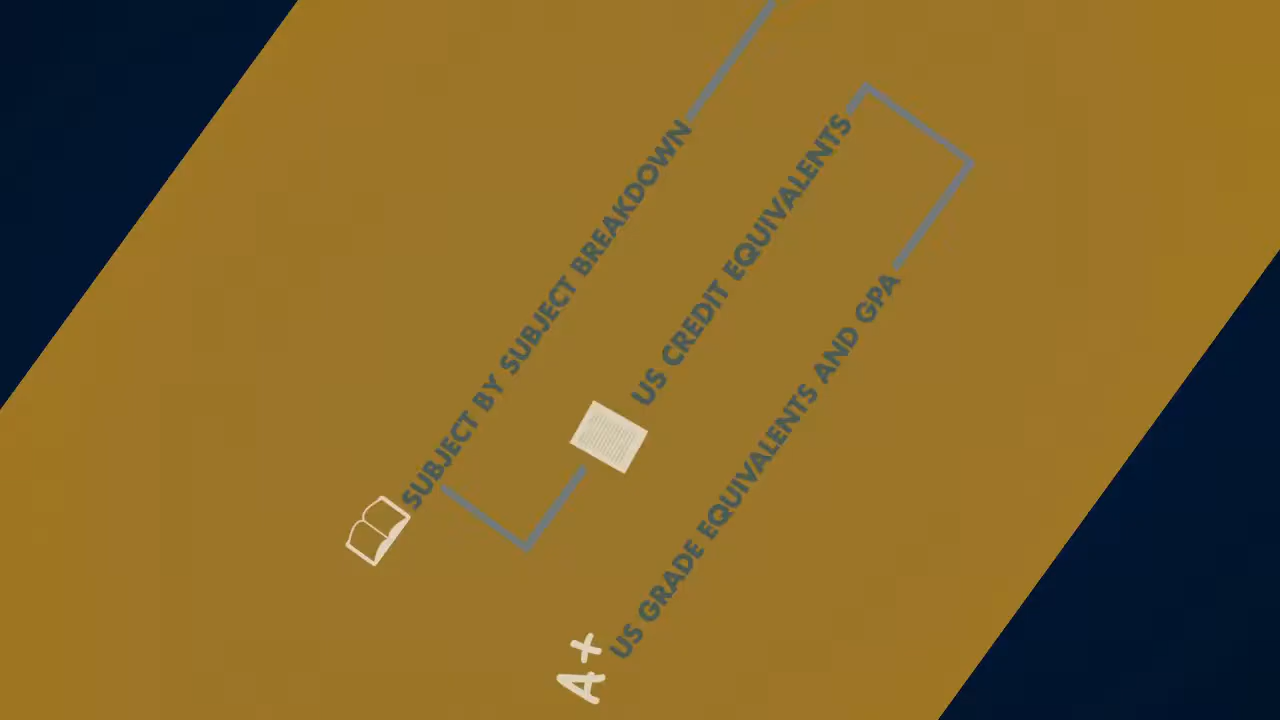 SUBJECT BY SUBJECT BREAKDOWN
US CREDIT EQUIVALENTS
US GRADE EQUIVALENTS AND GPA
A+